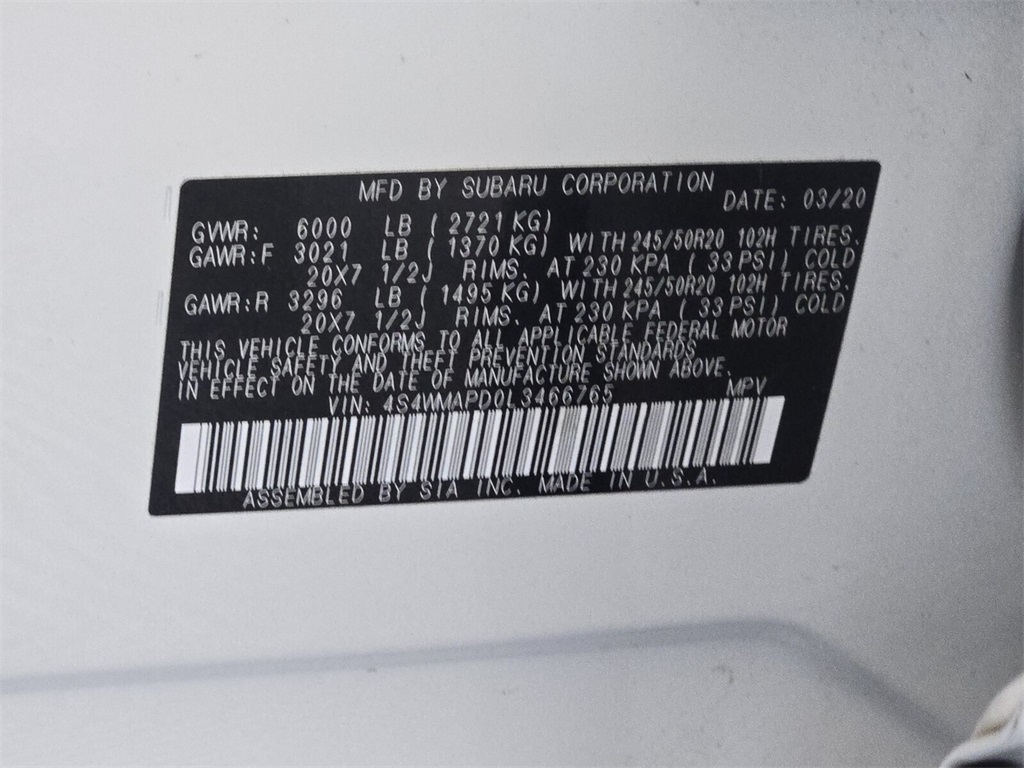 MFD BY SUBARU CORPORATION DATE: 03/20
GVWR: 6000 LB ( 2721 KG)
GAWR:F 3021 LB ( 1370 KG) WITH 245/50R20 102H TIRES.
20X7 1/2J RIMS. AT 230 KPA ( 33 PSI) COLD
GAWR:R 3296 LB ( 1495 KG) WITH 245/50R20 102H TIRES.
20X7 1/2J RIMS. AT 230 KPA ( 33 PSI) COLD
THIS VEHICLE CONFORMS TO ALL APPLICABLE FEDERAL MOTOR
VEHICLE SAFETY AND THEFT PREVENTION STANDARDS
IN EFFECT ON THE DATE OF MANUFACTURE SHOWN ABOVE.
VIN: 4S4WMAPD0L3466765 MPV
ASSEMBLED BY SIA INC. MADE IN U.S.A.